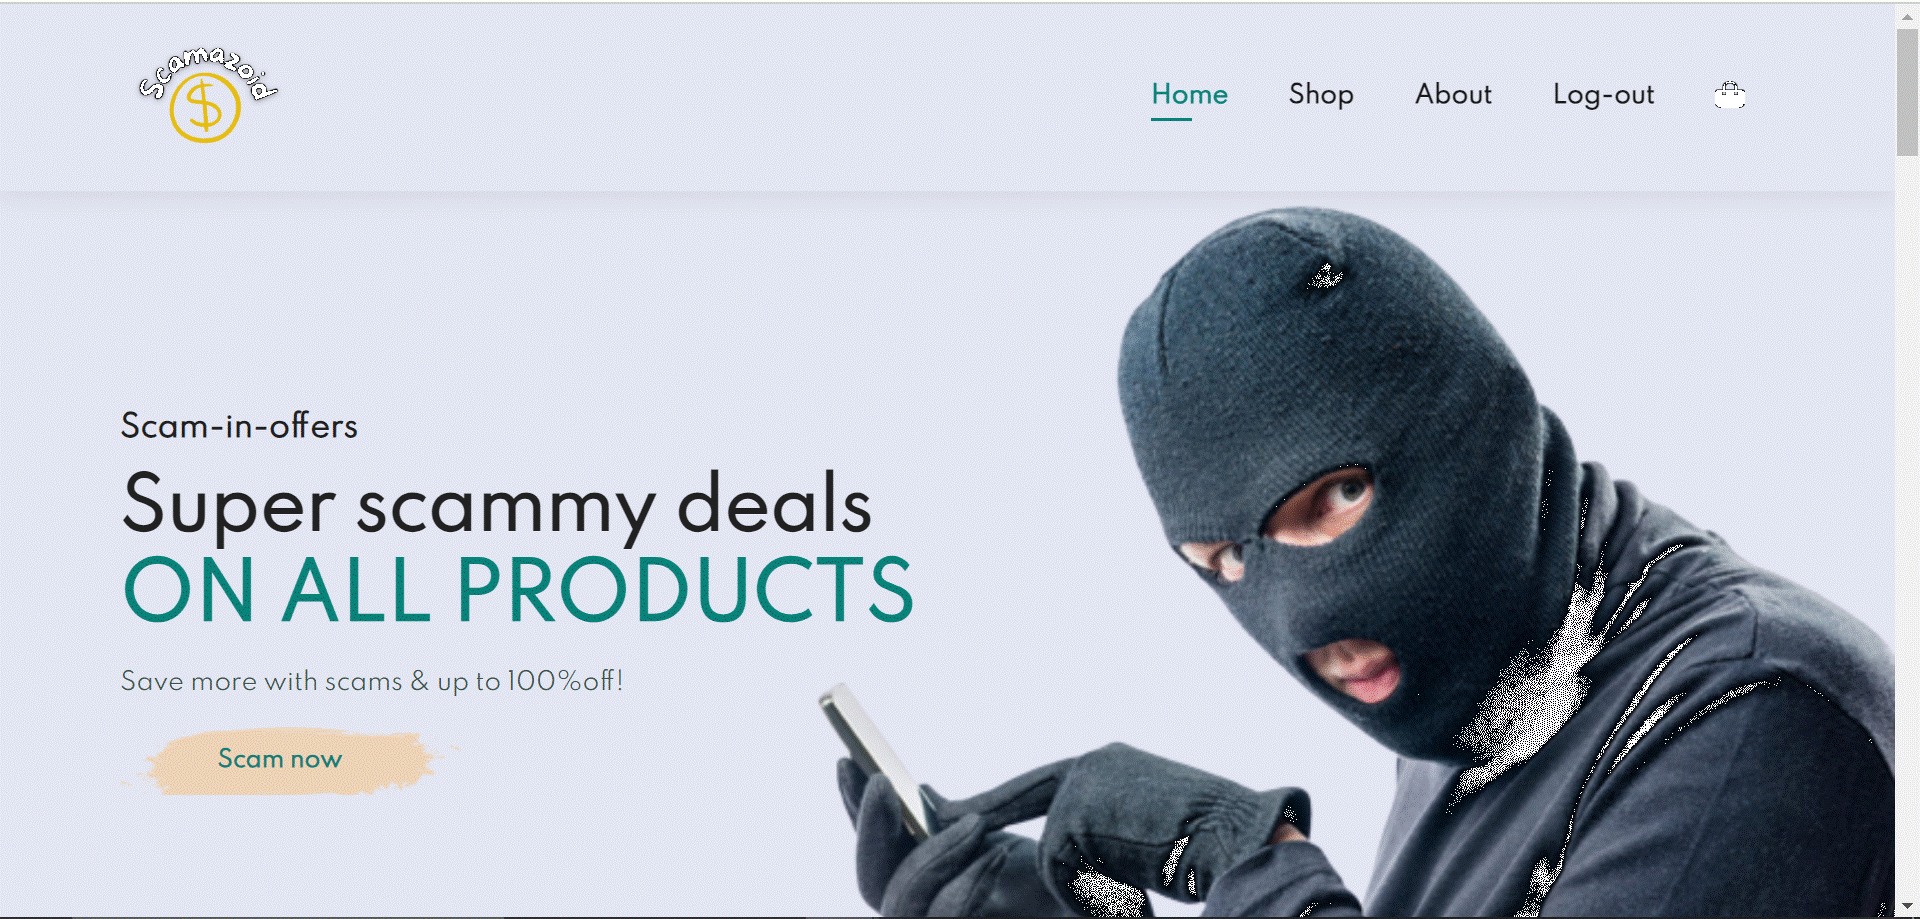 Scamazoid
$
Home Shop About Log-out
Scam-in-offers
Super scammy deals
ON ALL PRODUCTS
Save more with scams & up to 100%off!
Scam now